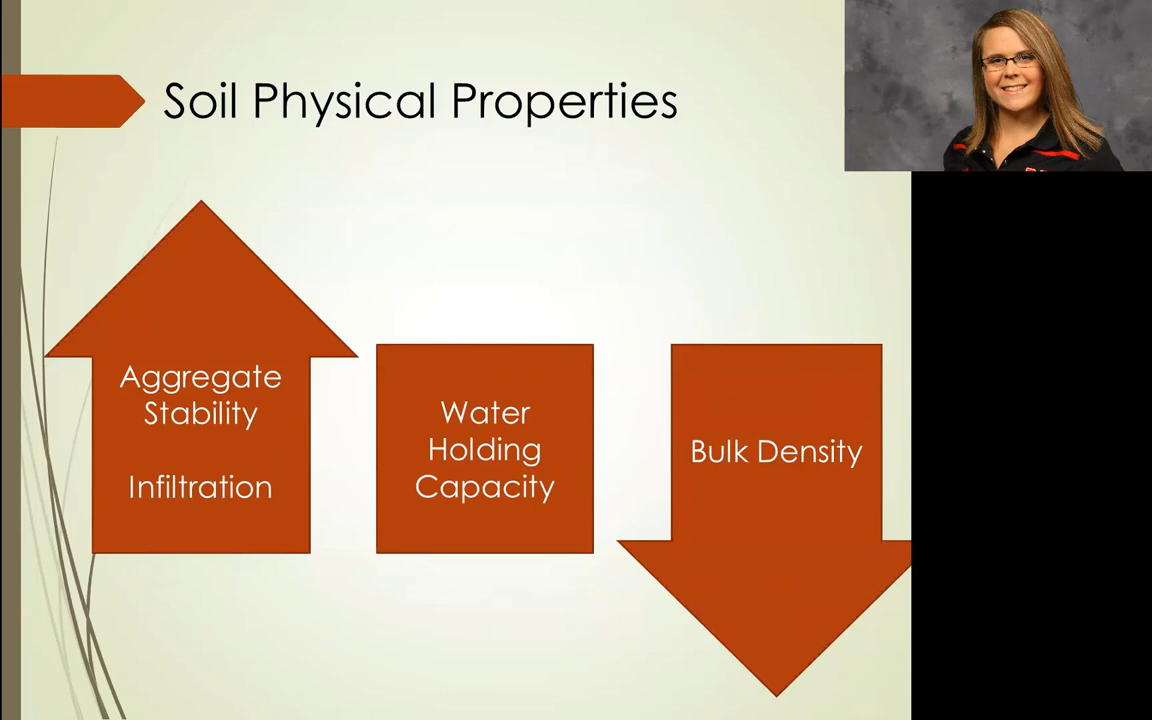 Soil Physical Properties
Aggregate
Stability
Infiltration
Water
Holding
Capacity
Bulk Density